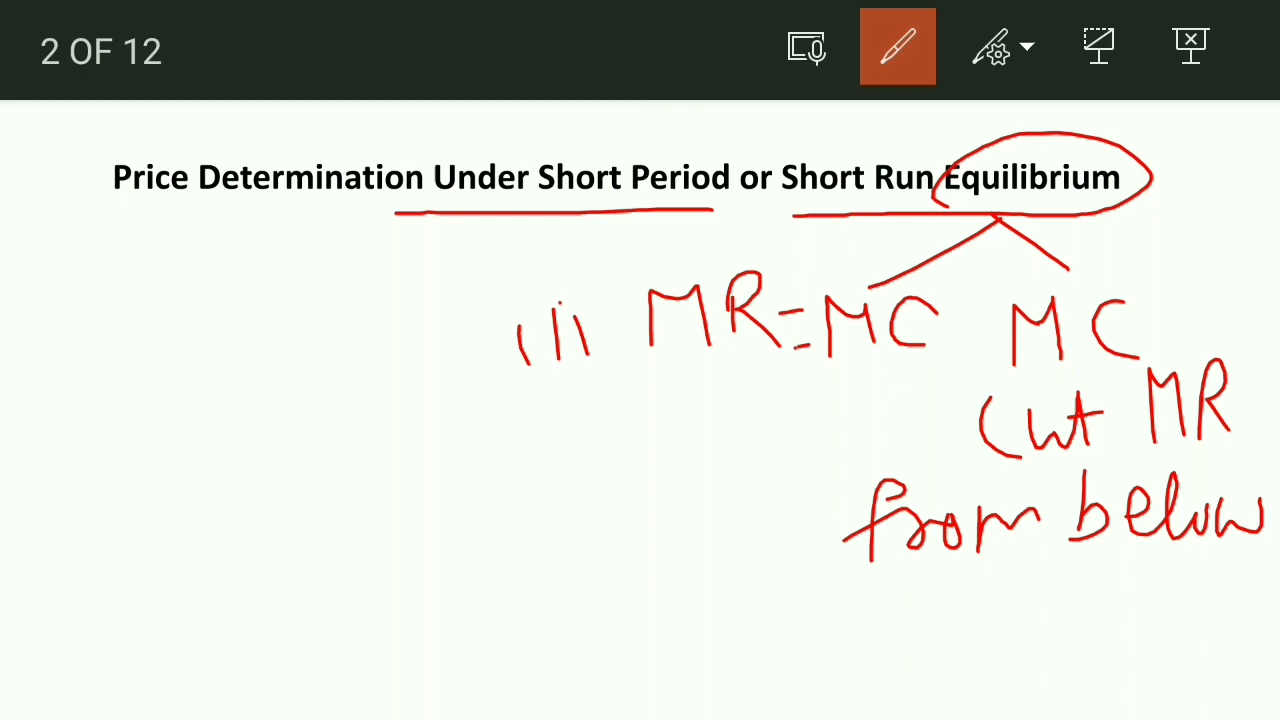 2 OF 12
Price Determination Under Short Period or Short Run Equilibrium
MR=MC MC
cut MR
from below